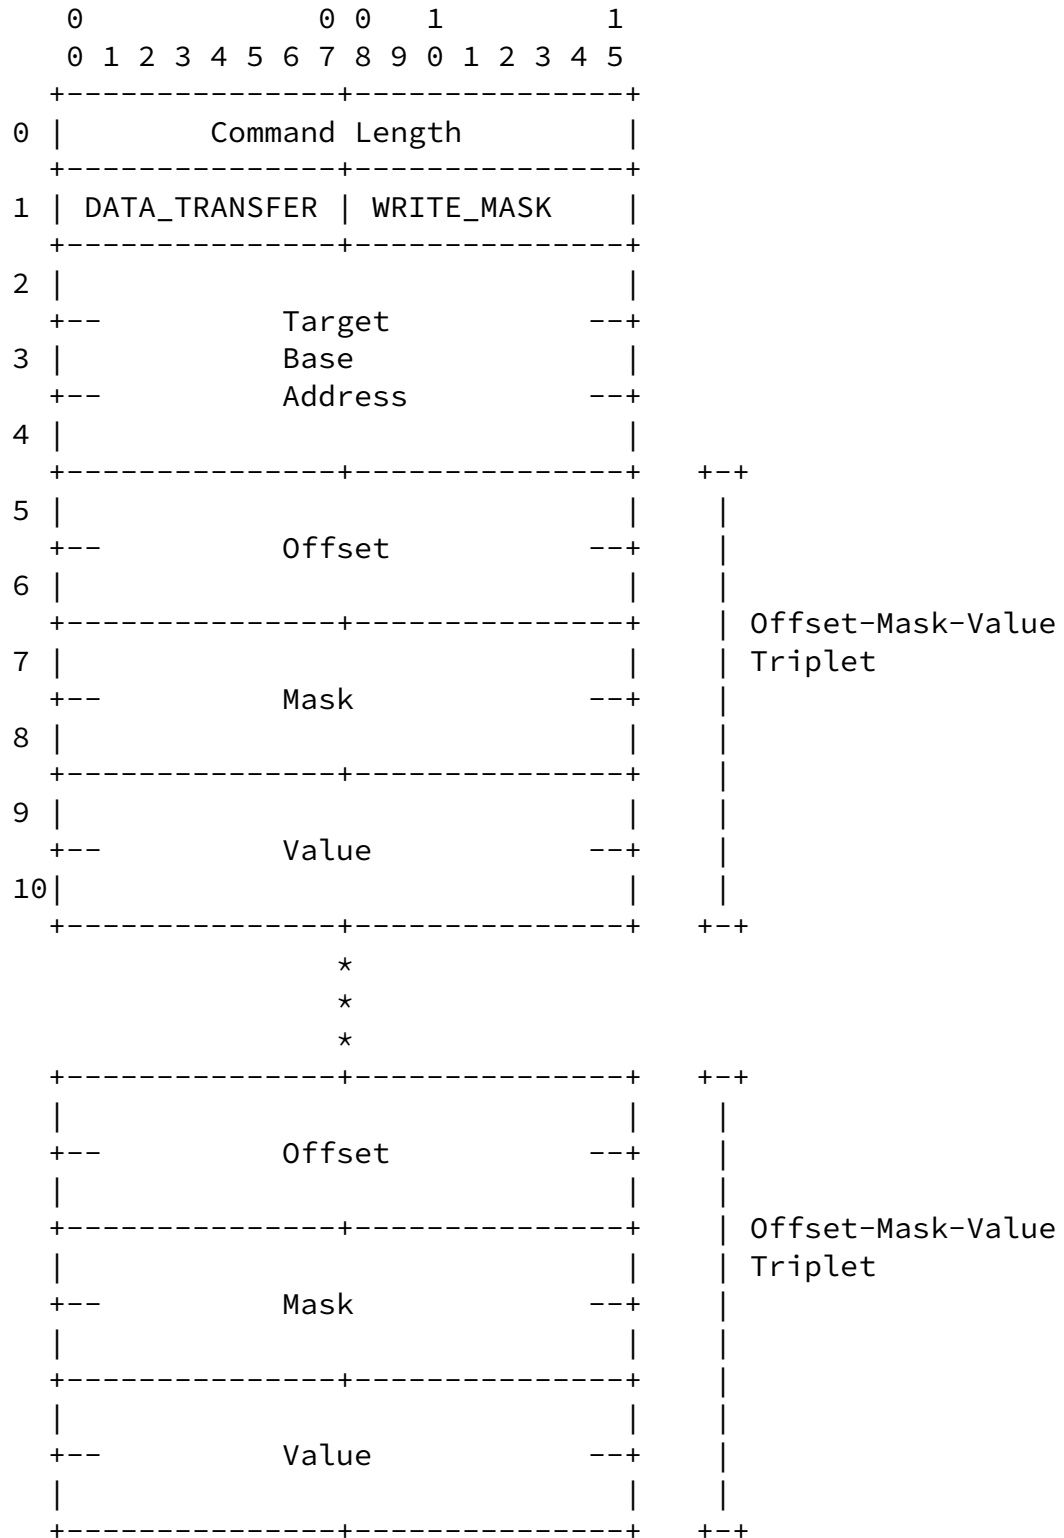 0             0 0   1         1
     0 1 2 3 4 5 6 7 8 9 0 1 2 3 4 5
    +---------------+---------------+
0   |        Command Length         |
    +---------------+---------------+
1   | DATA_TRANSFER | WRITE_MASK    |
    +---------------+---------------+
2   |                               |
    +--          Target           --+
3   |            Base               |
    +--          Address          --+
4   |                               |
    +---------------+---------------+   +-+
5   |                               |    |
    +--          Offset           --+    |
6   |                               |    |
    +---------------+---------------+    | Offset-Mask-Value
7   |                               |    | Triplet
    +--          Mask             --+    |
8   |                               |    |
    +---------------+---------------+    |
9   |                               |    |
    +--          Value            --+    |
10  |                               |    |
    +---------------+---------------+   +-+
                    *
                    *
                    *
    +---------------+---------------+   +-+
    |                               |    |
    +--          Offset           --+    |
    |                               |    |
    +---------------+---------------+    | Offset-Mask-Value
    |                               |    | Triplet
    +--          Mask             --+    |
    |                               |    |
    +---------------+---------------+    |
    |                               |    |
    +--          Value            --+    |
    |                               |    |
    +---------------+---------------+   +-+